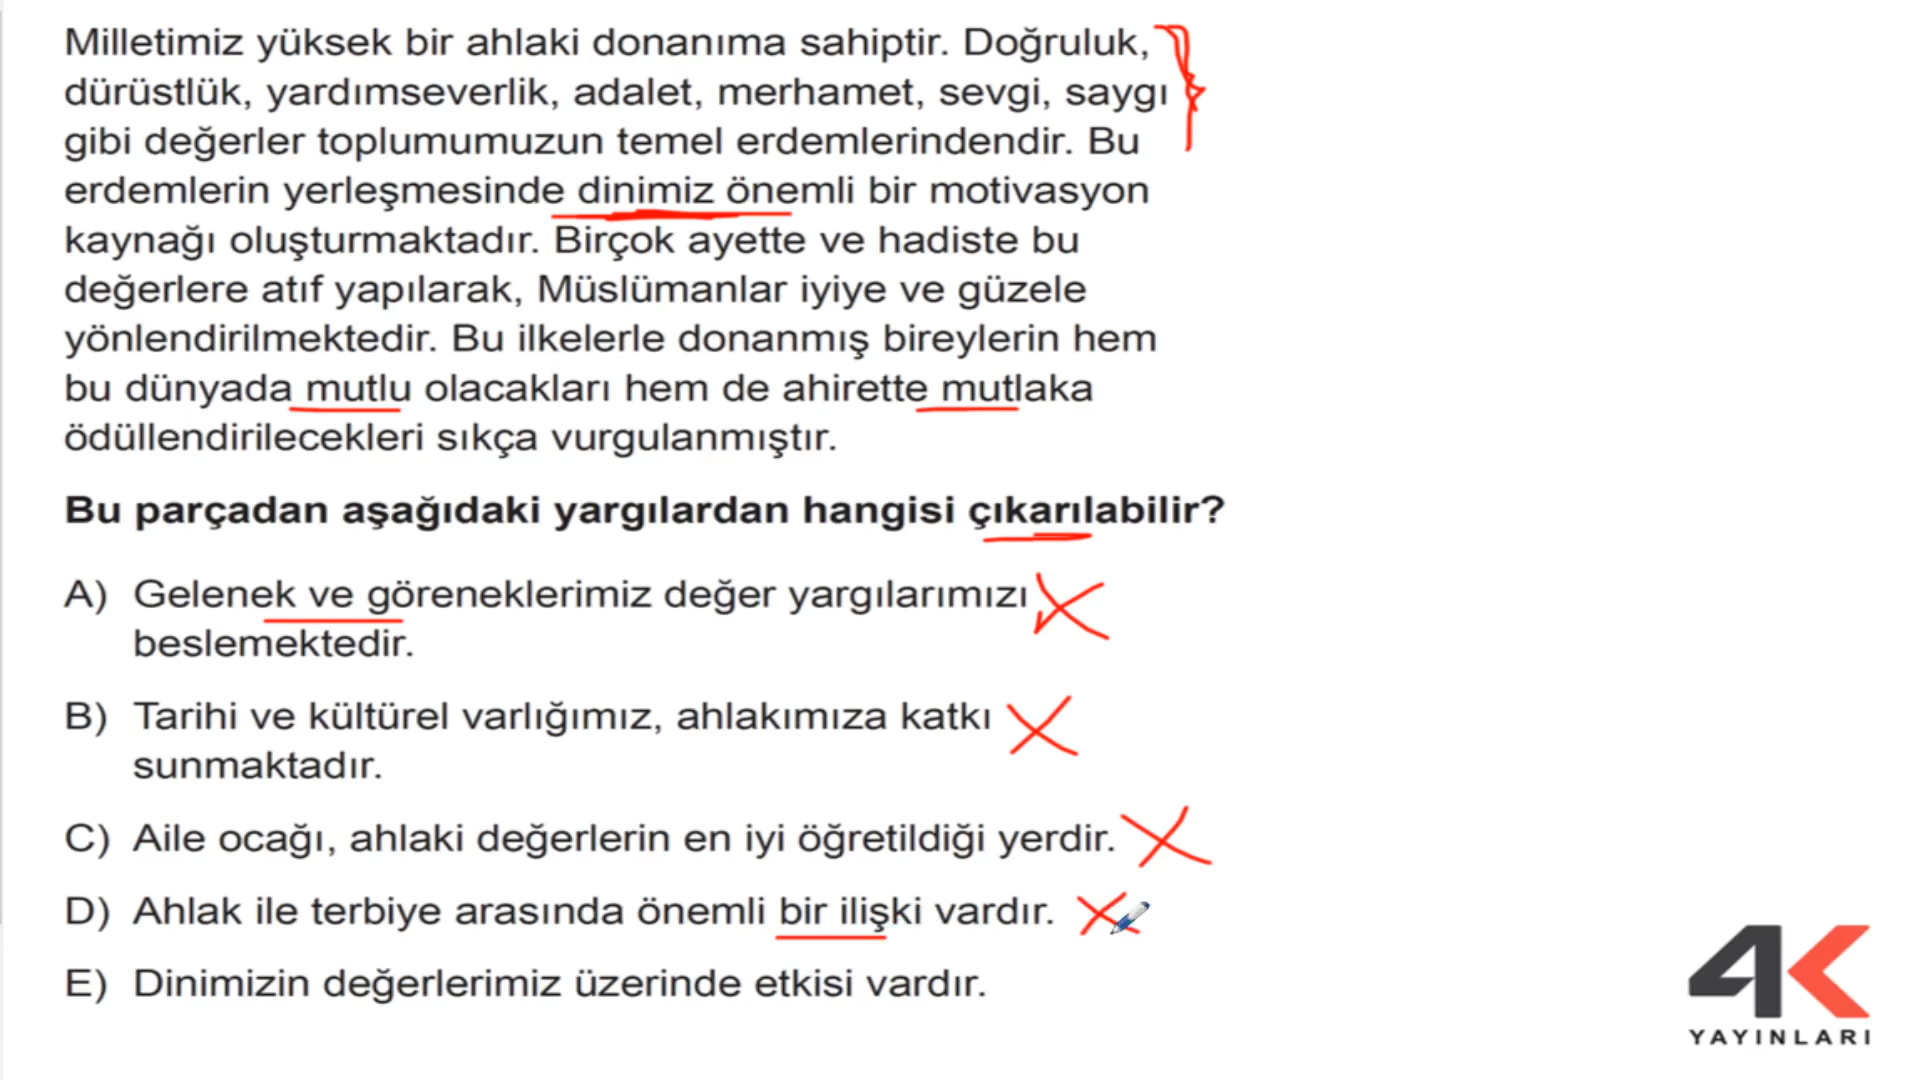 Milletimiz yüksek bir ahlaki donanıma sahiptir. Doğruluk,
dürüstlük, yardımseverlik, adalet, merhamet, sevgi, saygı
gibi değerler toplumumuzun temel erdemlerindendir. Bu
erdemlerin yerleşmesinde dinimiz önemli bir motivasyon
kaynağı oluşturmaktadır. Birçok ayette ve hadiste bu
değerlere atıf yapılarak, Müslümanlar iyiye ve güzele
yönlendirilmektedir. Bu ilkelerle donanmış bireylerin hem
bu dünyada mutlu olacakları hem de ahirette mutlaka
ödüllendirilecekleri sıkça vurgulanmıştır.
Bu parçadan aşağıdaki yargılardan hangisi çıkarılabilir?
A) Gelenek ve göreneklerimiz değer yargılarımızı
beslemektedir.
B) Tarihi ve kültürel varlığımız, ahlakımıza katkı
sunmaktadır.
C) Aile ocağı, ahlaki değerlerin en iyi öğretildiği yerdir.
D) Ahlak ile terbiye arasında önemli bir ilişki vardır.
E) Dinimizin değerlerimiz üzerinde etkisi vardır.
4K
YAYINLARI